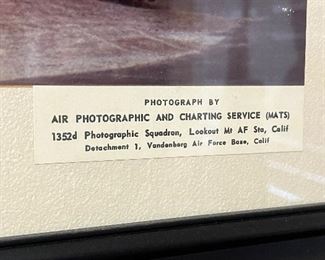 PHOTOGRAPH BY
AIR PHOTOGRAPHIC AND CHARTING SERVICE (MATS)
1352d Photographic Squadron, Lookout Mt AF Sta, Calif
Detachment 1, Vandenberg Air Force Base, Calif